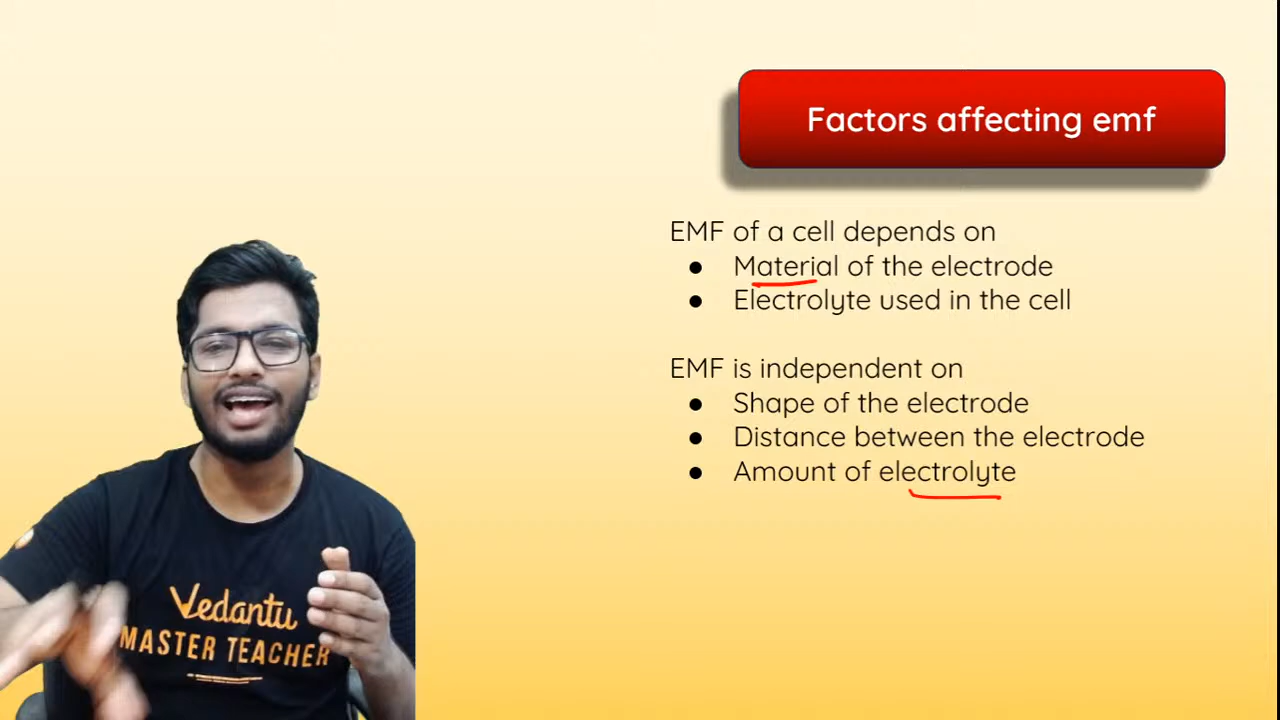 Factors affecting emf
EMF of a cell depends on
● Material of the electrode
● Electrolyte used in the cell
EMF is independent on
● Shape of the electrode
● Distance between the electrode
● Amount of electrolyte
Vedantu
MASTER TEACHER